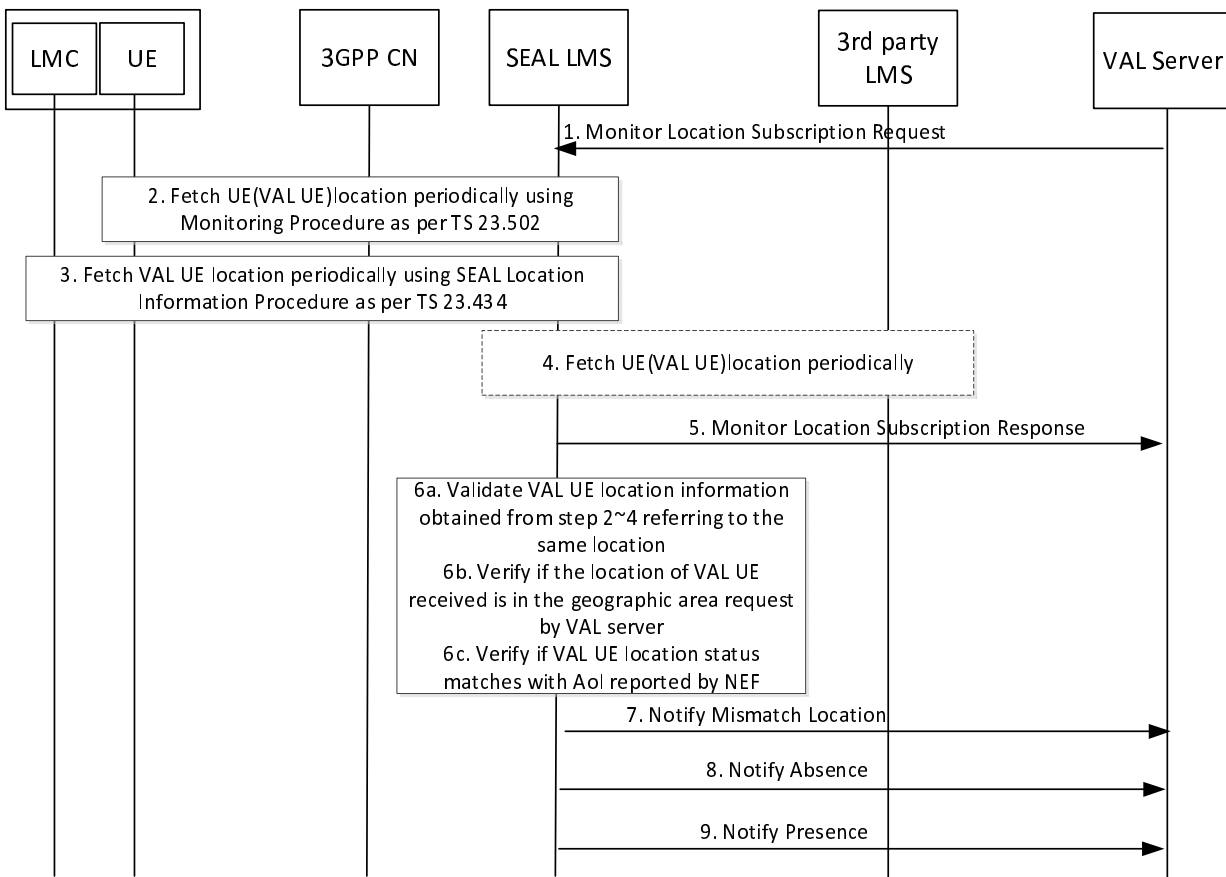 LMC
UE
3GPP CN
SEAL LMS
3rd party
LMS
VAL Server
1. Monitor Location Subscription Request
2. Fetch UE(VAL UE)location periodically using
Monitoring Procedure as per TS 23.502
3. Fetch VAL UE location periodically using SEAL Location
Information Procedure as per TS 23.434
4. Fetch UE(VAL UE)location periodically
5. Monitor Location Subscription Response
6a. Validate VAL UE location information
obtained from step 2~4 referring to the
same location
6b. Verify if the location of VAL UE
received is in the geographic area request
by VAL server
6c. Verify if VAL UE location status
matches with AoI reported by NEF
7. Notify Mismatch Location
8. Notify Absence
9. Notify Presence